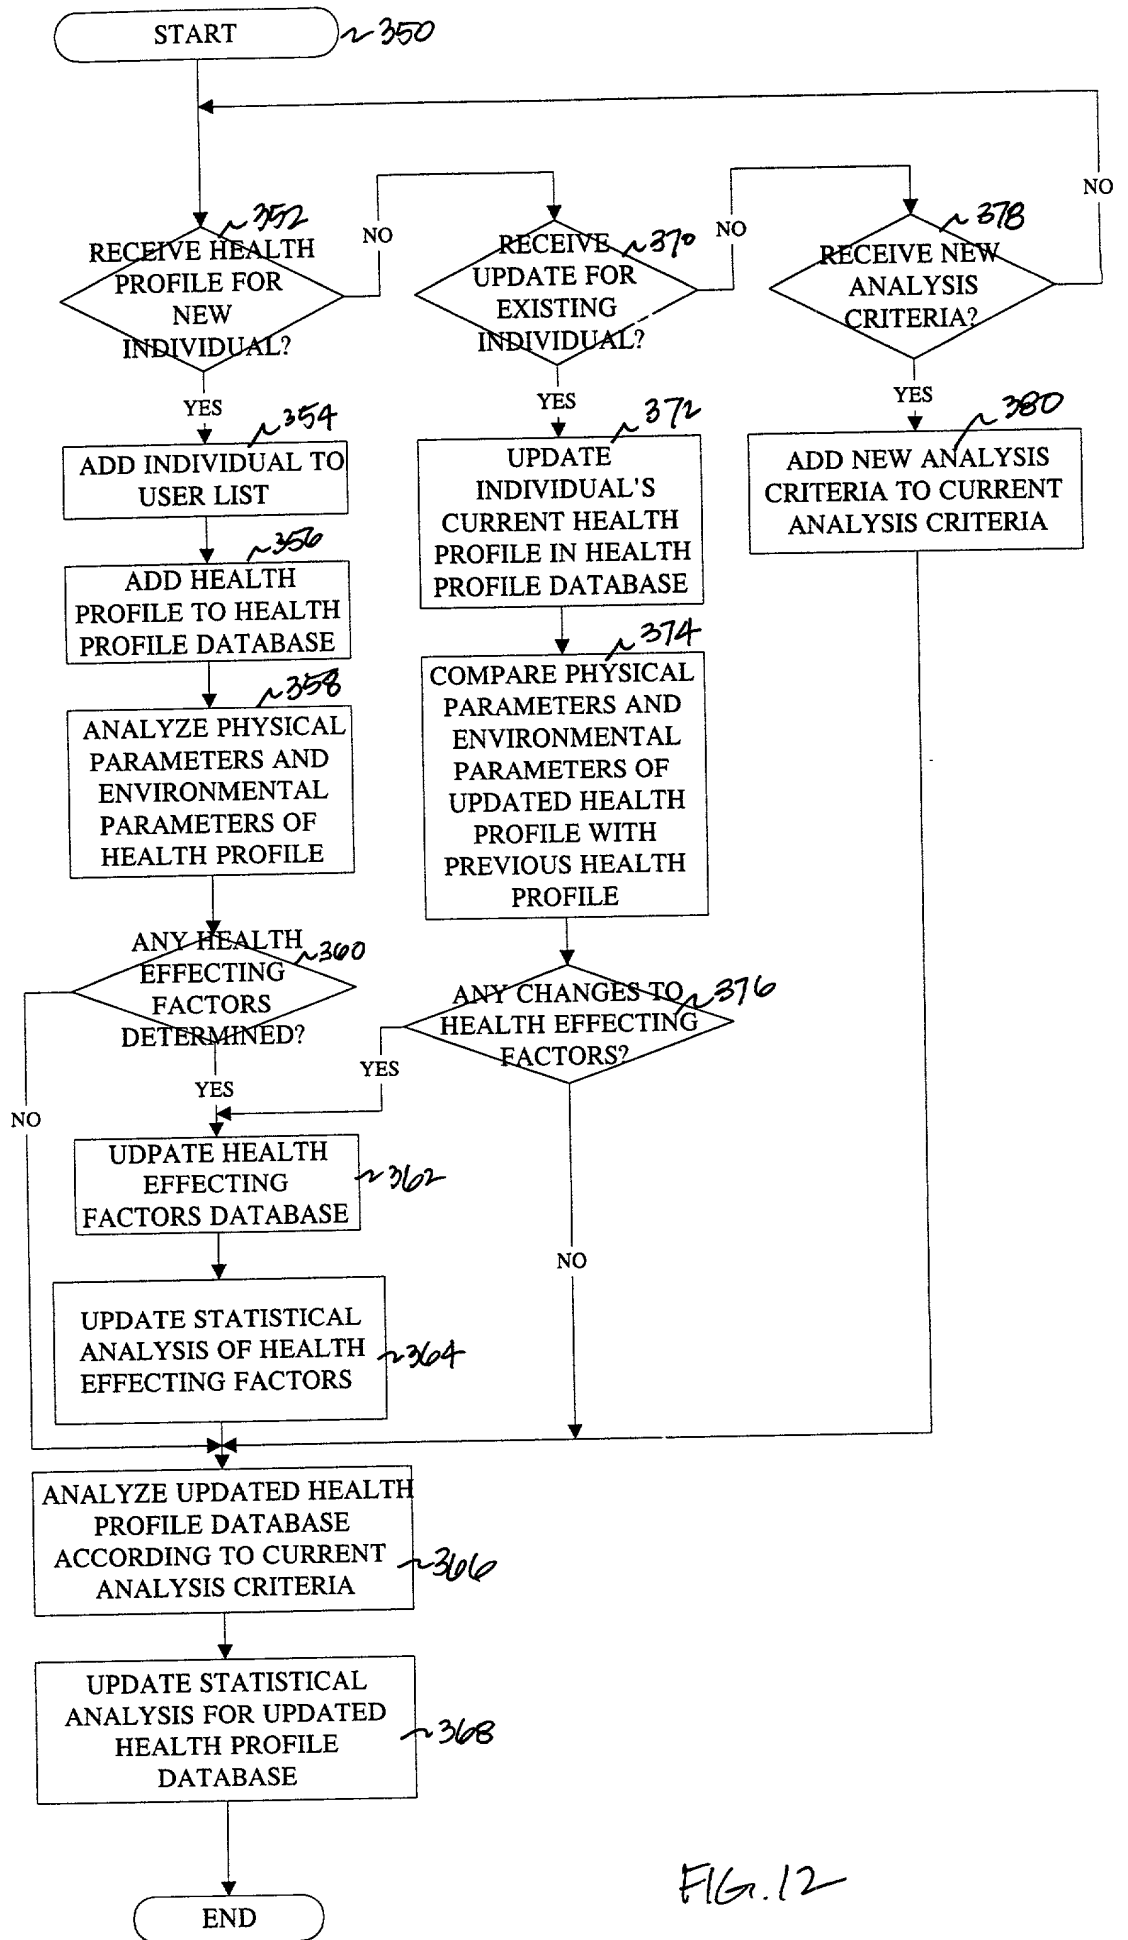 START
~350
RECEIVE HEALTH
PROFILE FOR
NEW
INDIVIDUAL?
~352
NO
YES
RECEIVE
UPDATE FOR
EXISTING
INDIVIDUAL?
~370
NO
YES
RECEIVE NEW
ANALYSIS
CRITERIA?
~378
NO
YES
ADD INDIVIDUAL TO
USER LIST
~354
ADD HEALTH
PROFILE TO HEALTH
PROFILE DATABASE
~356
ANALYZE PHYSICAL
PARAMETERS AND
ENVIRONMENTAL
PARAMETERS OF
HEALTH PROFILE
~358
ANY HEALTH
EFFECTING
FACTORS
DETERMINED?
~360
NO
YES
UPDATE
INDIVIDUAL'S
CURRENT HEALTH
PROFILE IN HEALTH
PROFILE DATABASE
~372
COMPARE PHYSICAL
PARAMETERS AND
ENVIRONMENTAL
PARAMETERS OF
UPDATED HEALTH
PROFILE WITH
PREVIOUS HEALTH
PROFILE
~374
ANY CHANGES TO
HEALTH EFFECTING
FACTORS?
~376
YES
NO
ADD NEW ANALYSIS
CRITERIA TO CURRENT
ANALYSIS CRITERIA
~380
UDPATE HEALTH
EFFECTING
FACTORS DATABASE
~362
UPDATE STATISTICAL
ANALYSIS OF HEALTH
EFFECTING FACTORS
~364
ANALYZE UPDATED HEALTH
PROFILE DATABASE
ACCORDING TO CURRENT
ANALYSIS CRITERIA
~366
UPDATE STATISTICAL
ANALYSIS FOR UPDATED
HEALTH PROFILE
DATABASE
~368
END
FIG. 12